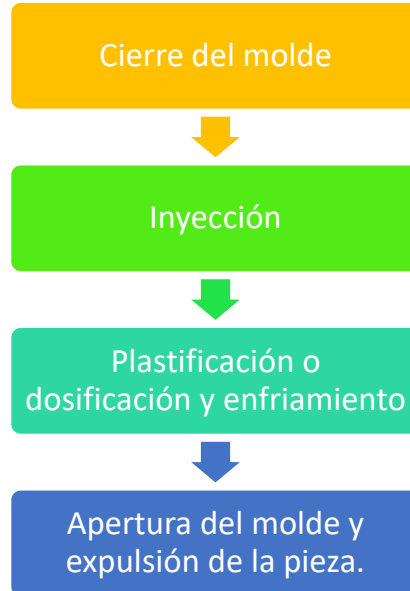 Cierre del molde
Inyección
Plastificación o
dosificación y enfriamiento
Apertura del molde y
expulsión de la pieza.